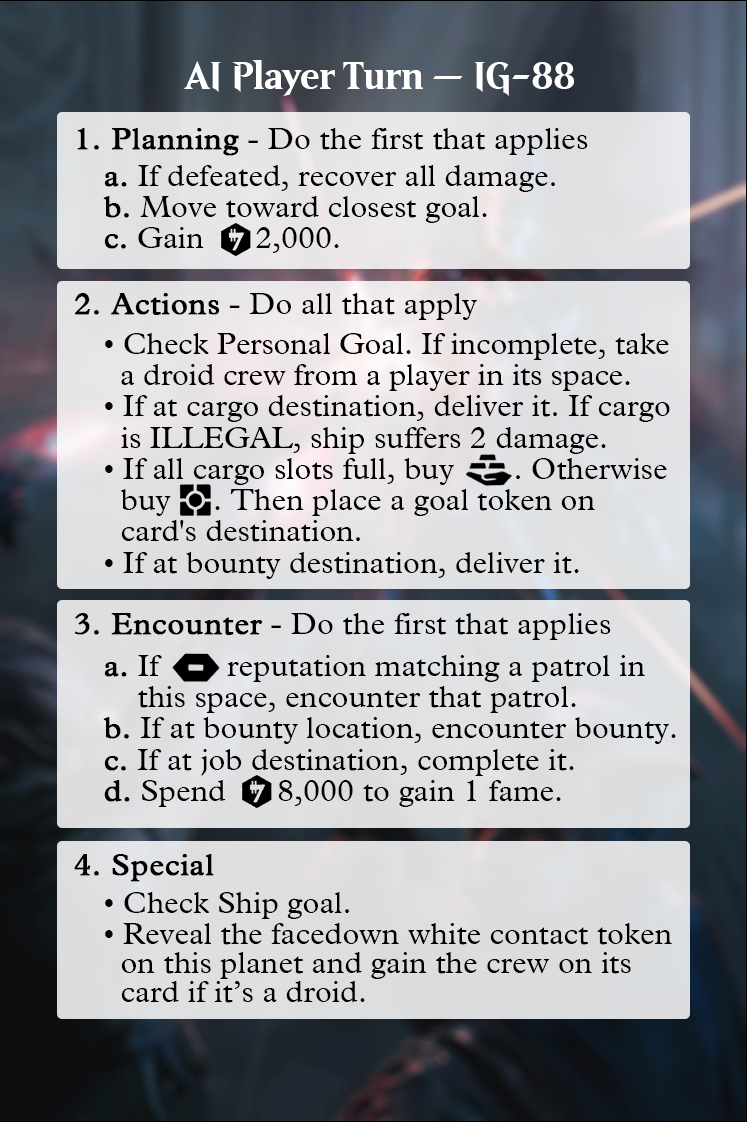 AI Player Turn — IG-88
1. Planning - Do the first that applies
a. If defeated, recover all damage.
b. Move toward closest goal.
c. Gain 2,000.
2. Actions - Do all that apply
• Check Personal Goal. If incomplete, take
a droid crew from a player in its space.
• If at cargo destination, deliver it. If cargo
is ILLEGAL, ship suffers 2 damage.
• If all cargo slots full, buy . Otherwise
buy . Then place a goal token on
card's destination.
• If at bounty destination, deliver it.
3. Encounter - Do the first that applies
a. If reputation matching a patrol in
this space, encounter that patrol.
b. If at bounty location, encounter bounty.
c. If at job destination, complete it.
d. Spend 8,000 to gain 1 fame.
4. Special
• Check Ship goal.
• Reveal the facedown white contact token
on this planet and gain the crew on its
card if it’s a droid.